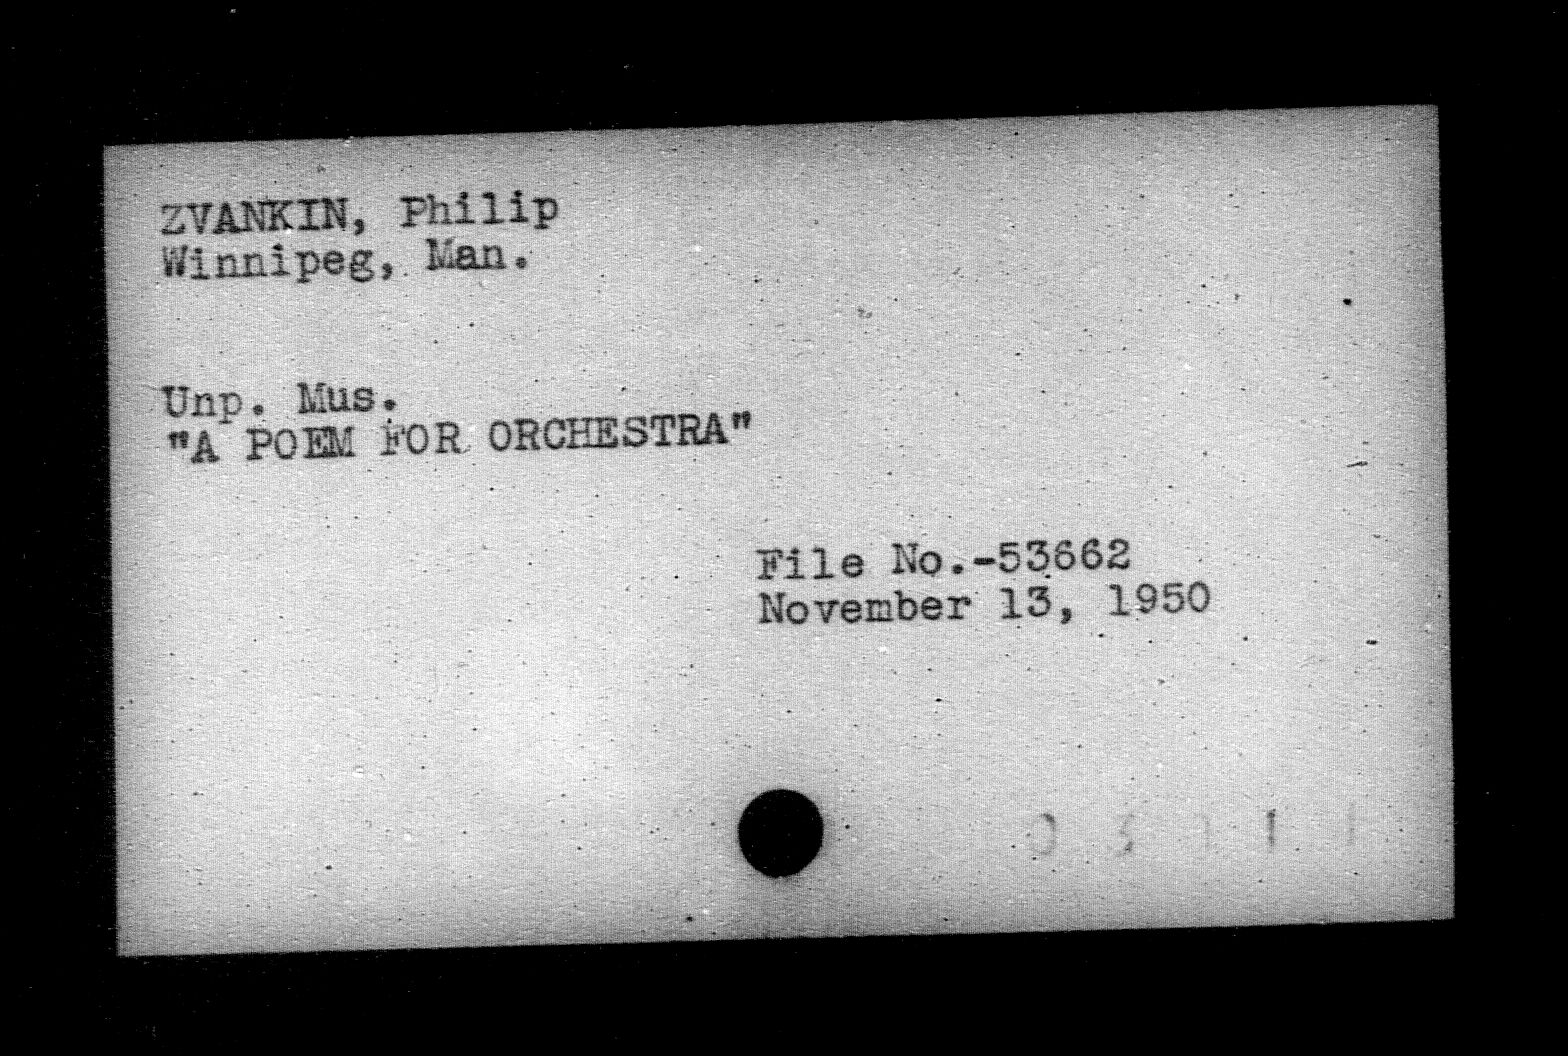 ZVANKIN, Philip
Winnipeg, Man.
Unp. Mus.
"A POEM FOR ORCHESTRA"
File No.-53662
November 13, 1950